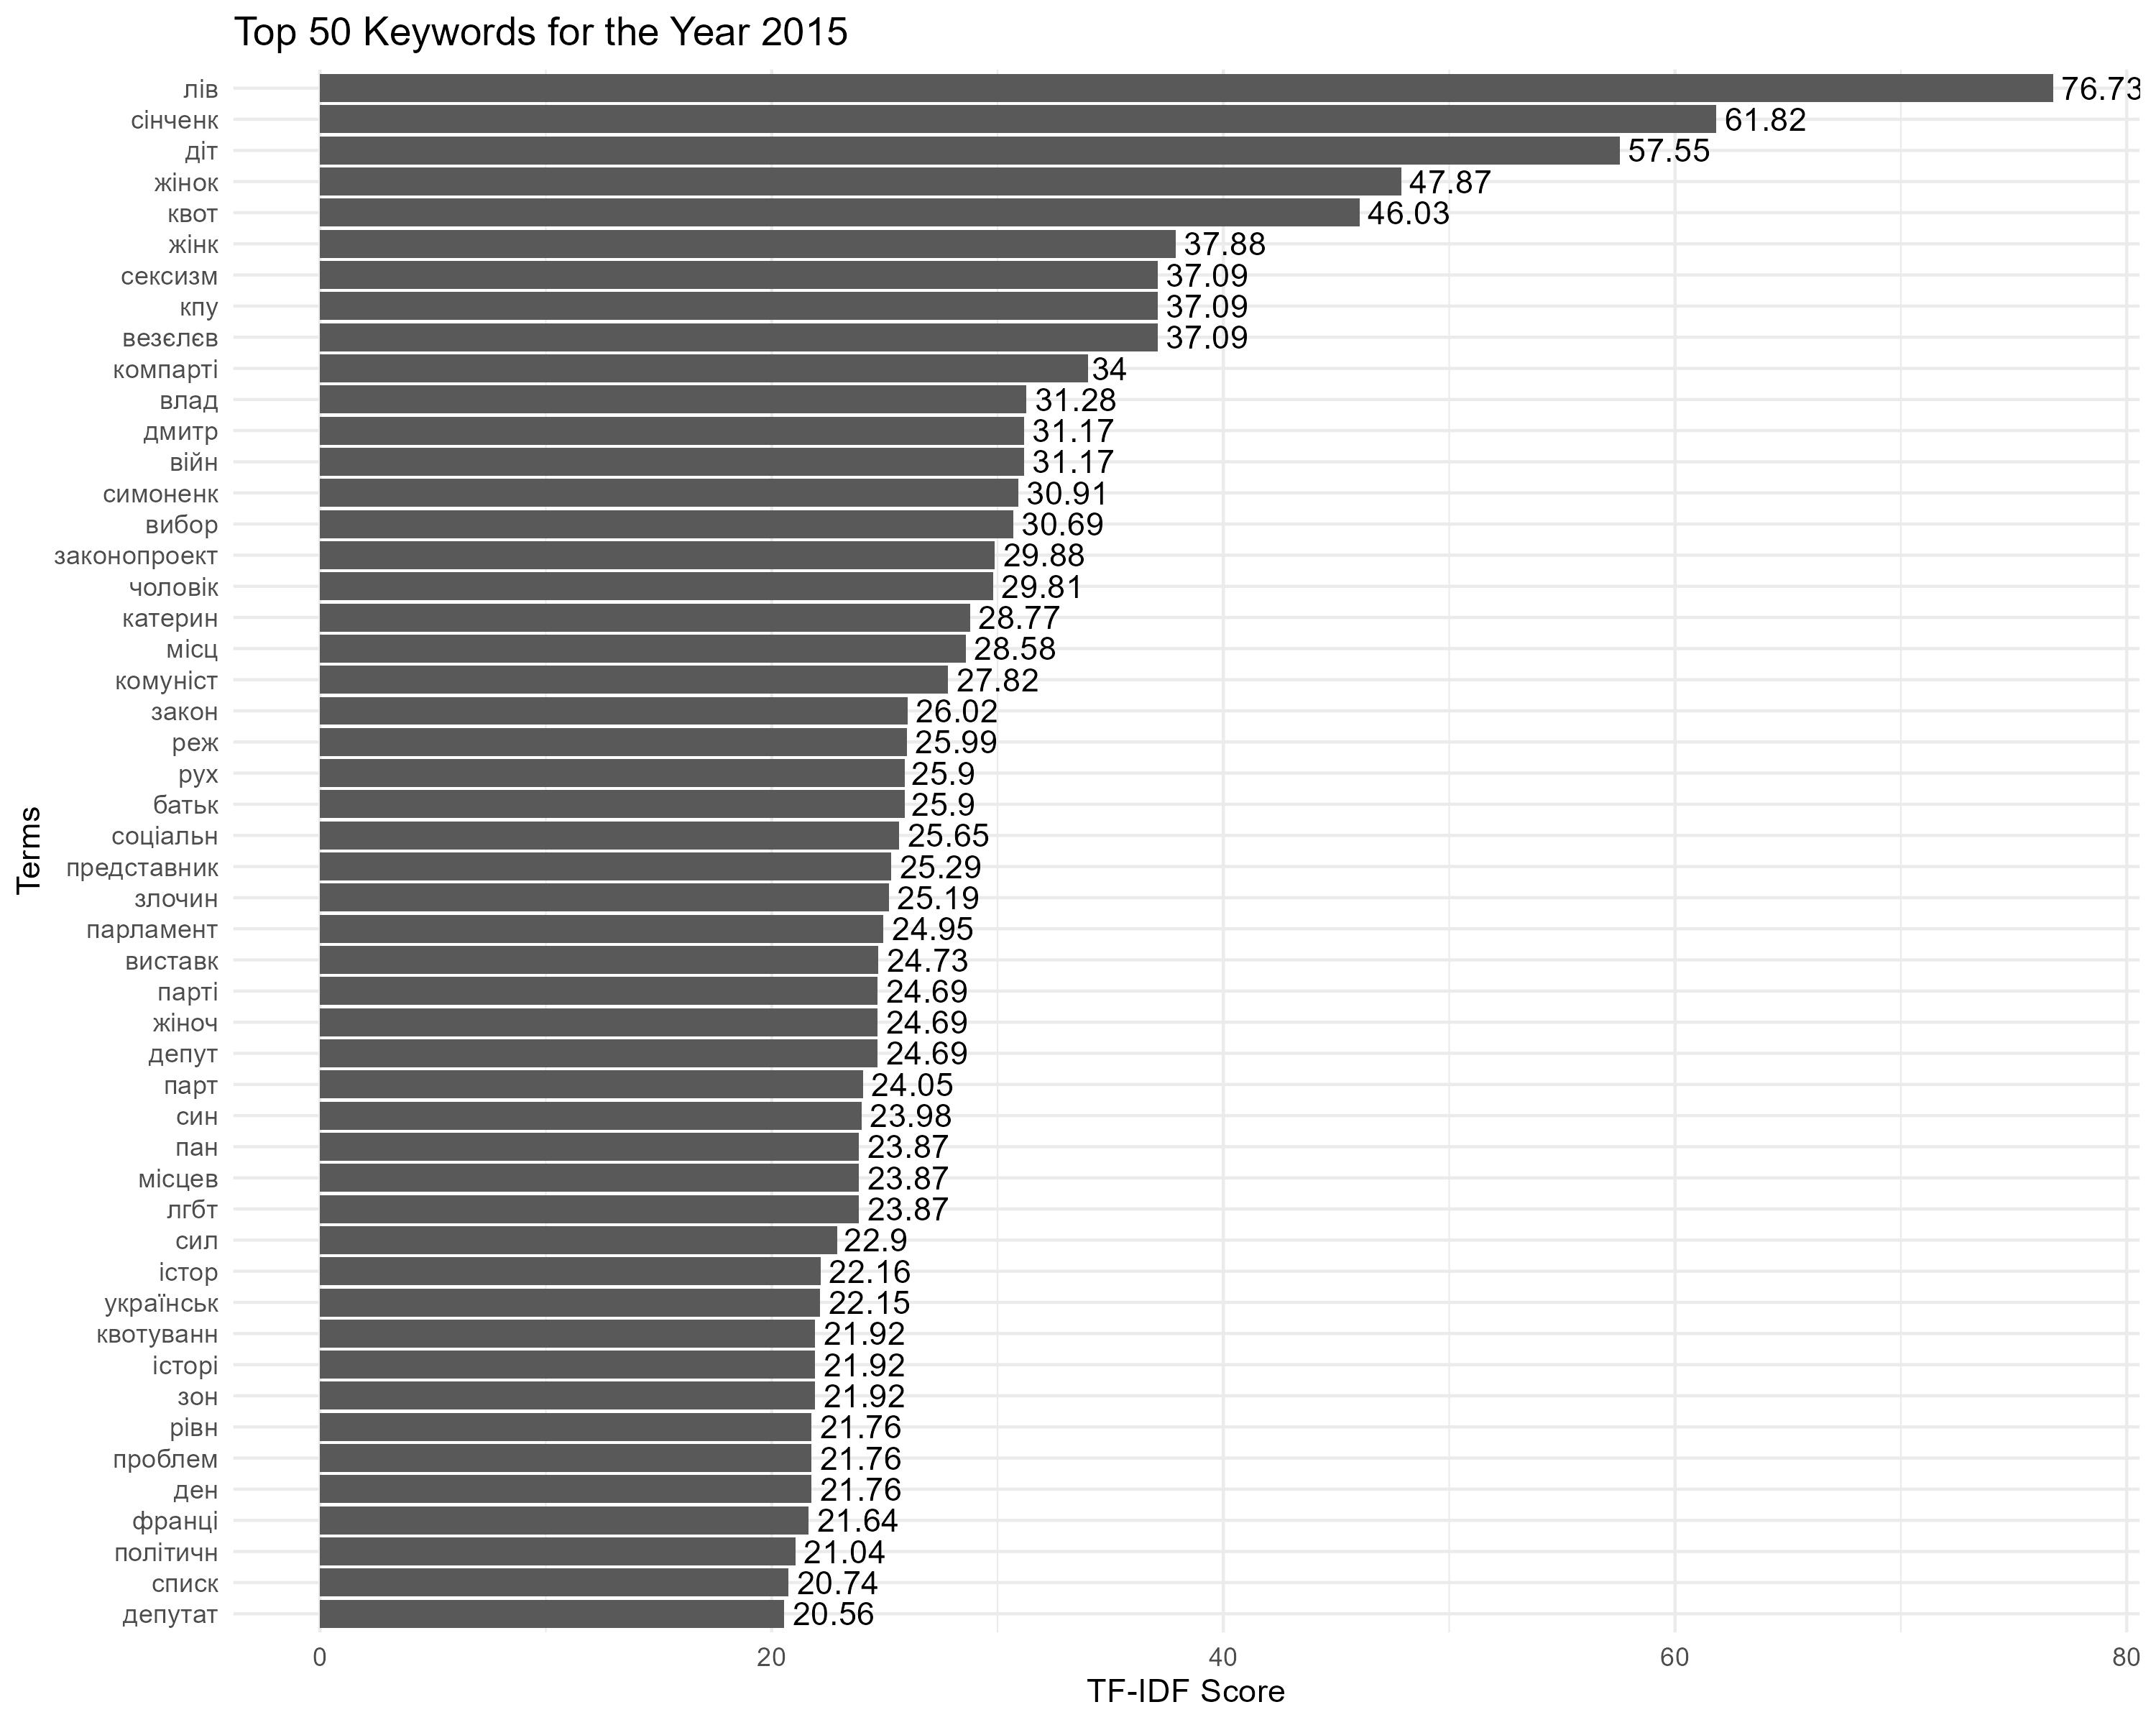 Top 50 Keywords for the Year 2015
лів 76.73
сінченк 61.82
діт 57.55
жінок 47.87
квот 46.03
жінк 37.88
сексизм 37.09
кпу 37.09
везєлєв 37.09
компарті 34
влад 31.28
дмитр 31.17
війн 31.17
симоненк 30.91
вибор 30.69
законопроект 29.88
чоловік 29.81
катерин 28.77
місц 28.58
комуніст 27.82
закон 26.02
реж 25.99
рух 25.9
батьк 25.9
соціальн 25.65
представник 25.29
злочин 25.19
парламент 24.95
виставк 24.73
парті 24.69
жіноч 24.69
депут 24.69
парт 24.05
син 23.98
пан 23.87
місцев 23.87
лгбт 23.87
сил 22.9
істор 22.16
українськ 22.15
квотуванн 21.92
історі 21.92
зон 21.92
рівн 21.76
проблем 21.76
ден 21.76
франці 21.64
політичн 21.04
списк 20.74
депутат 20.56
0 20 40 60 80
TF-IDF Score
Terms